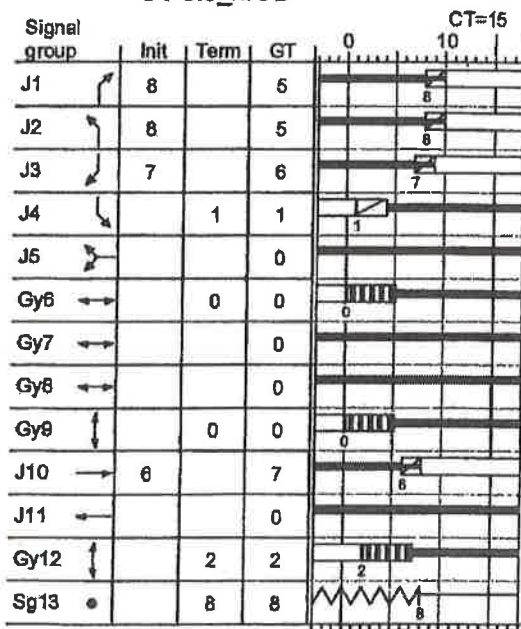 CT=15
Signal group Init Term GT 0 10
J1 8 5 8
J2 8 5 8
J3 7 6 7
J4 1 1 1
J5 0
Gy6 0 0 0
Gy7 0
Gy8 0
Gy9 0 0 0
J10 6 7 6
J11 0
Gy12 2 2 2
Sg13 8 8 8